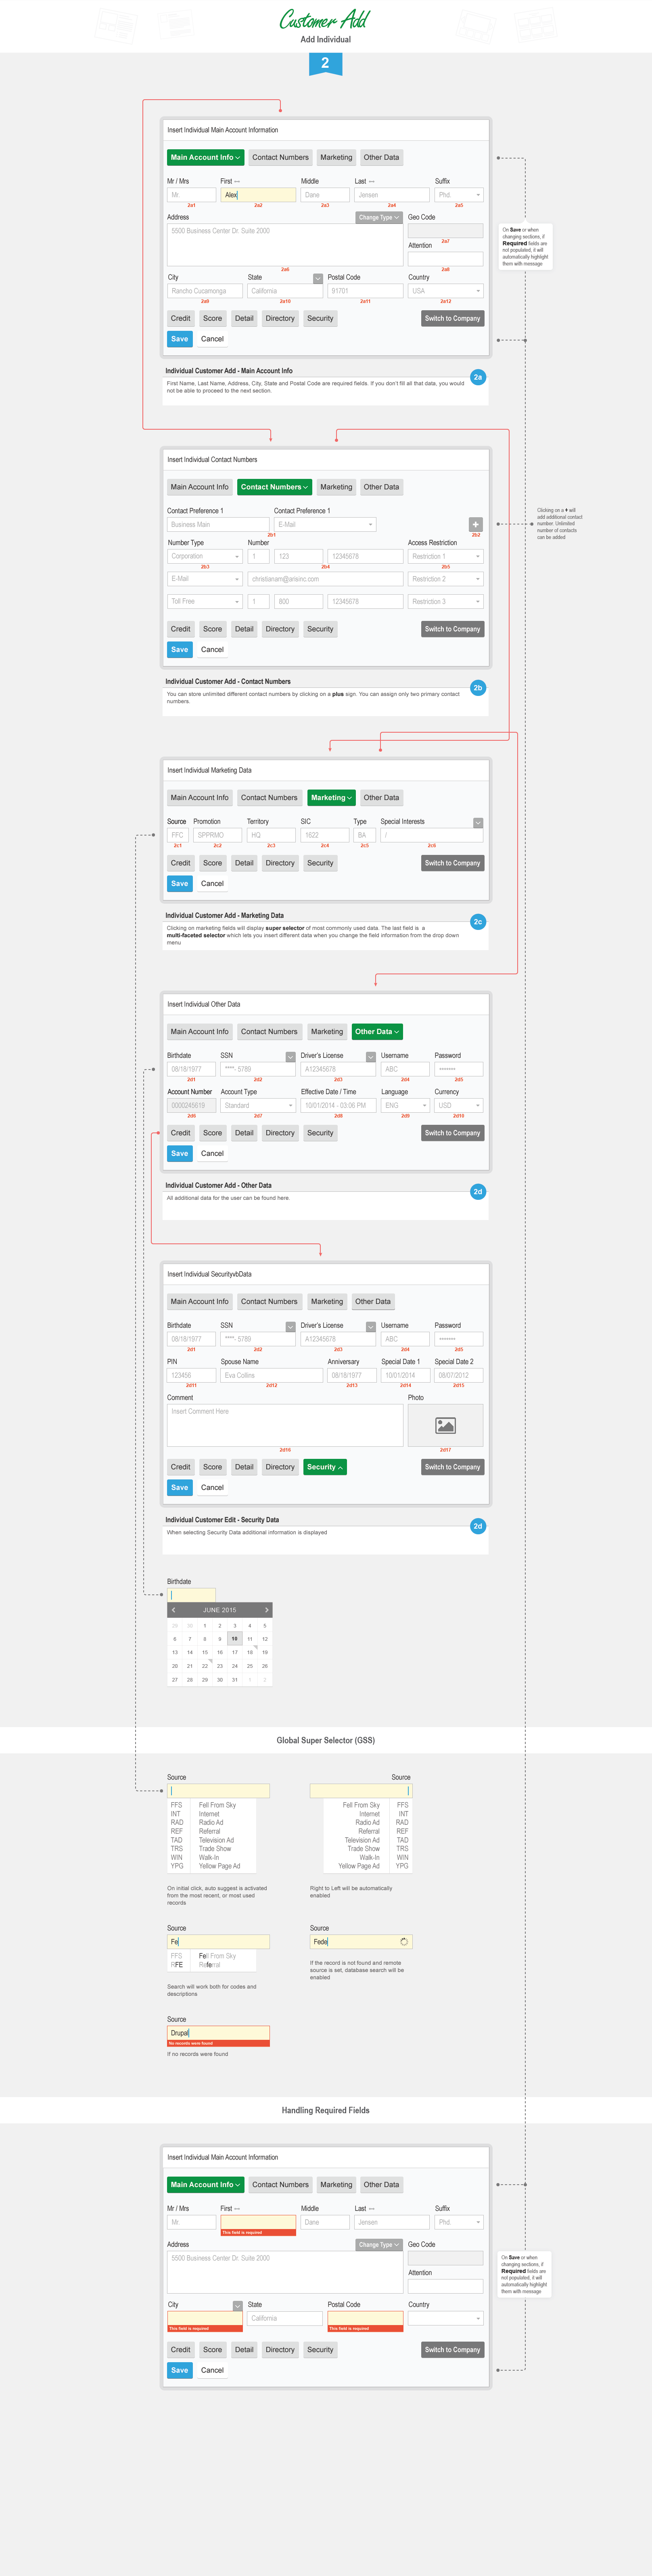 Customer Add
Add Individual
2
Insert Individual Main Account Information
Main Account Info Contact Numbers Marketing Other Data
Mr / Mrs First Middle Last Suffix
Mr. Alex Dane Jensen Phd.
2a1 2a2 2a3 2a4 2a5
Address Change Type Geo Code
5500 Business Center Dr. Suite 2000
2a7
Attention
2a6 2a8
City State Postal Code Country
Rancho Cucamonga California 91701 USA
2a9 2a10 2a11 2a12
Credit Score Detail Directory Security Switch to Company
Save Cancel
On Save or when
changing sections, if
Required fields are
not populated, it will
automatically highlight
them with message
Individual Customer Add - Main Account Info
2a
First Name, Last Name, Address, City, State and Postal Code are required fields. If you don't fill all that data, you would
not be able to proceed to the next section.
Insert Individual Contact Numbers
Main Account Info Contact Numbers Marketing Other Data
Contact Preference 1 Contact Preference 1
Business Main E-Mail +
2b1 2b2
Number Type Number Access Restriction
Corporation 1 123 12345678 Restriction 1
2b3 2b4 2b5
E-Mail christianam@arisinc.com Restriction 2
Toll Free 1 800 12345678 Restriction 3
Credit Score Detail Directory Security Switch to Company
Save Cancel
Clicking on a + will
add additional contact
number. Unlimited
number of contacts
can be added
Individual Customer Add - Contact Numbers
2b
You can store unlimited different contact numbers by clicking on a plus sign. You can assign only two primary contact
numbers.
Insert Individual Marketing Data
Main Account Info Contact Numbers Marketing Other Data
Source Promotion Territory SIC Type Special Interests
FFC SPPRMO HQ 1622 BA /
2c1 2c2 2c3 2c4 2c5 2c6
Credit Score Detail Directory Security Switch to Company
Save Cancel
Individual Customer Add - Marketing Data
2c
Clicking on marketing fields will display super selector of most commonly used data. The last field is a
multi-faceted selector which lets you insert different data when you change the field information from the drop down
menu
Insert Individual Other Data
Main Account Info Contact Numbers Marketing Other Data
Birthdate SSN Driver's License Username Password
08/18/1977 ****- 5789 A12345678 ABC *******
2d1 2d2 2d3 2d4 2d5
Account Number Account Type Effective Date / Time Language Currency
0000245619 Standard 10/01/2014 - 03:06 PM ENG USD
2d6 2d7 2d8 2d9 2d10
Credit Score Detail Directory Security Switch to Company
Save Cancel
Individual Customer Add - Other Data
2d
All additional data for the user can be found here.
Insert Individual SecurityvbData
Main Account Info Contact Numbers Marketing Other Data
Birthdate SSN Driver's License Username Password
08/18/1977 ****- 5789 A12345678 ABC *******
2d1 2d2 2d3 2d4 2d5
PIN Spouse Name Anniversary Special Date 1 Special Date 2
123456 Eva Collins 08/18/1977 10/01/2014 08/07/2012
2d11 2d12 2d13 2d14 2d15
Comment Photo
Insert Comment Here
2d16 2d17
Credit Score Detail Directory Security Switch to Company
Save Cancel
Individual Customer Edit - Security Data
2d
When selecting Security Data additional information is displayed
Birthdate
JUNE 2015
29 30 1 2 3 4 5
6 7 8 9 10 11 12
13 14 15 16 17 18 19
20 21 22 23 24 25 26
27 28 29 30 31 1 2
Global Super Selector (GSS)
Source
FFS Fell From Sky
INT Internet
RAD Radio Ad
REF Referral
TAD Television Ad
TRS Trade Show
WIN Walk-In
YPG Yellow Page Ad
On initial click, auto suggest is activated
from the most recent, or most used
records
Source
Fell From Sky FFS
Internet INT
Radio Ad RAD
Referral REF
Television Ad TAD
Trade Show TRS
Walk-In WIN
Yellow Page Ad YPG
Right to Left will be automatically
enabled
Source
Fe
FFS Fell From Sky
RFE Referral
Search will work both for codes and
descriptions
Source
Fede
If the record is not found and remote
source is set, database search will be
enabled
Source
Drupal
No records were found
If no records were found
Handling Required Fields
Insert Individual Main Account Information
Main Account Info Contact Numbers Marketing Other Data
Mr / Mrs First Middle Last Suffix
Mr. Dane Jensen Phd.
This field is required
Address Change Type Geo Code
5500 Business Center Dr. Suite 2000
Attention
City State Postal Code Country
California
This field is required This field is required
Credit Score Detail Directory Security Switch to Company
Save Cancel
On Save or when
changing sections, if
Required fields are
not populated, it will
automatically highlight
them with message